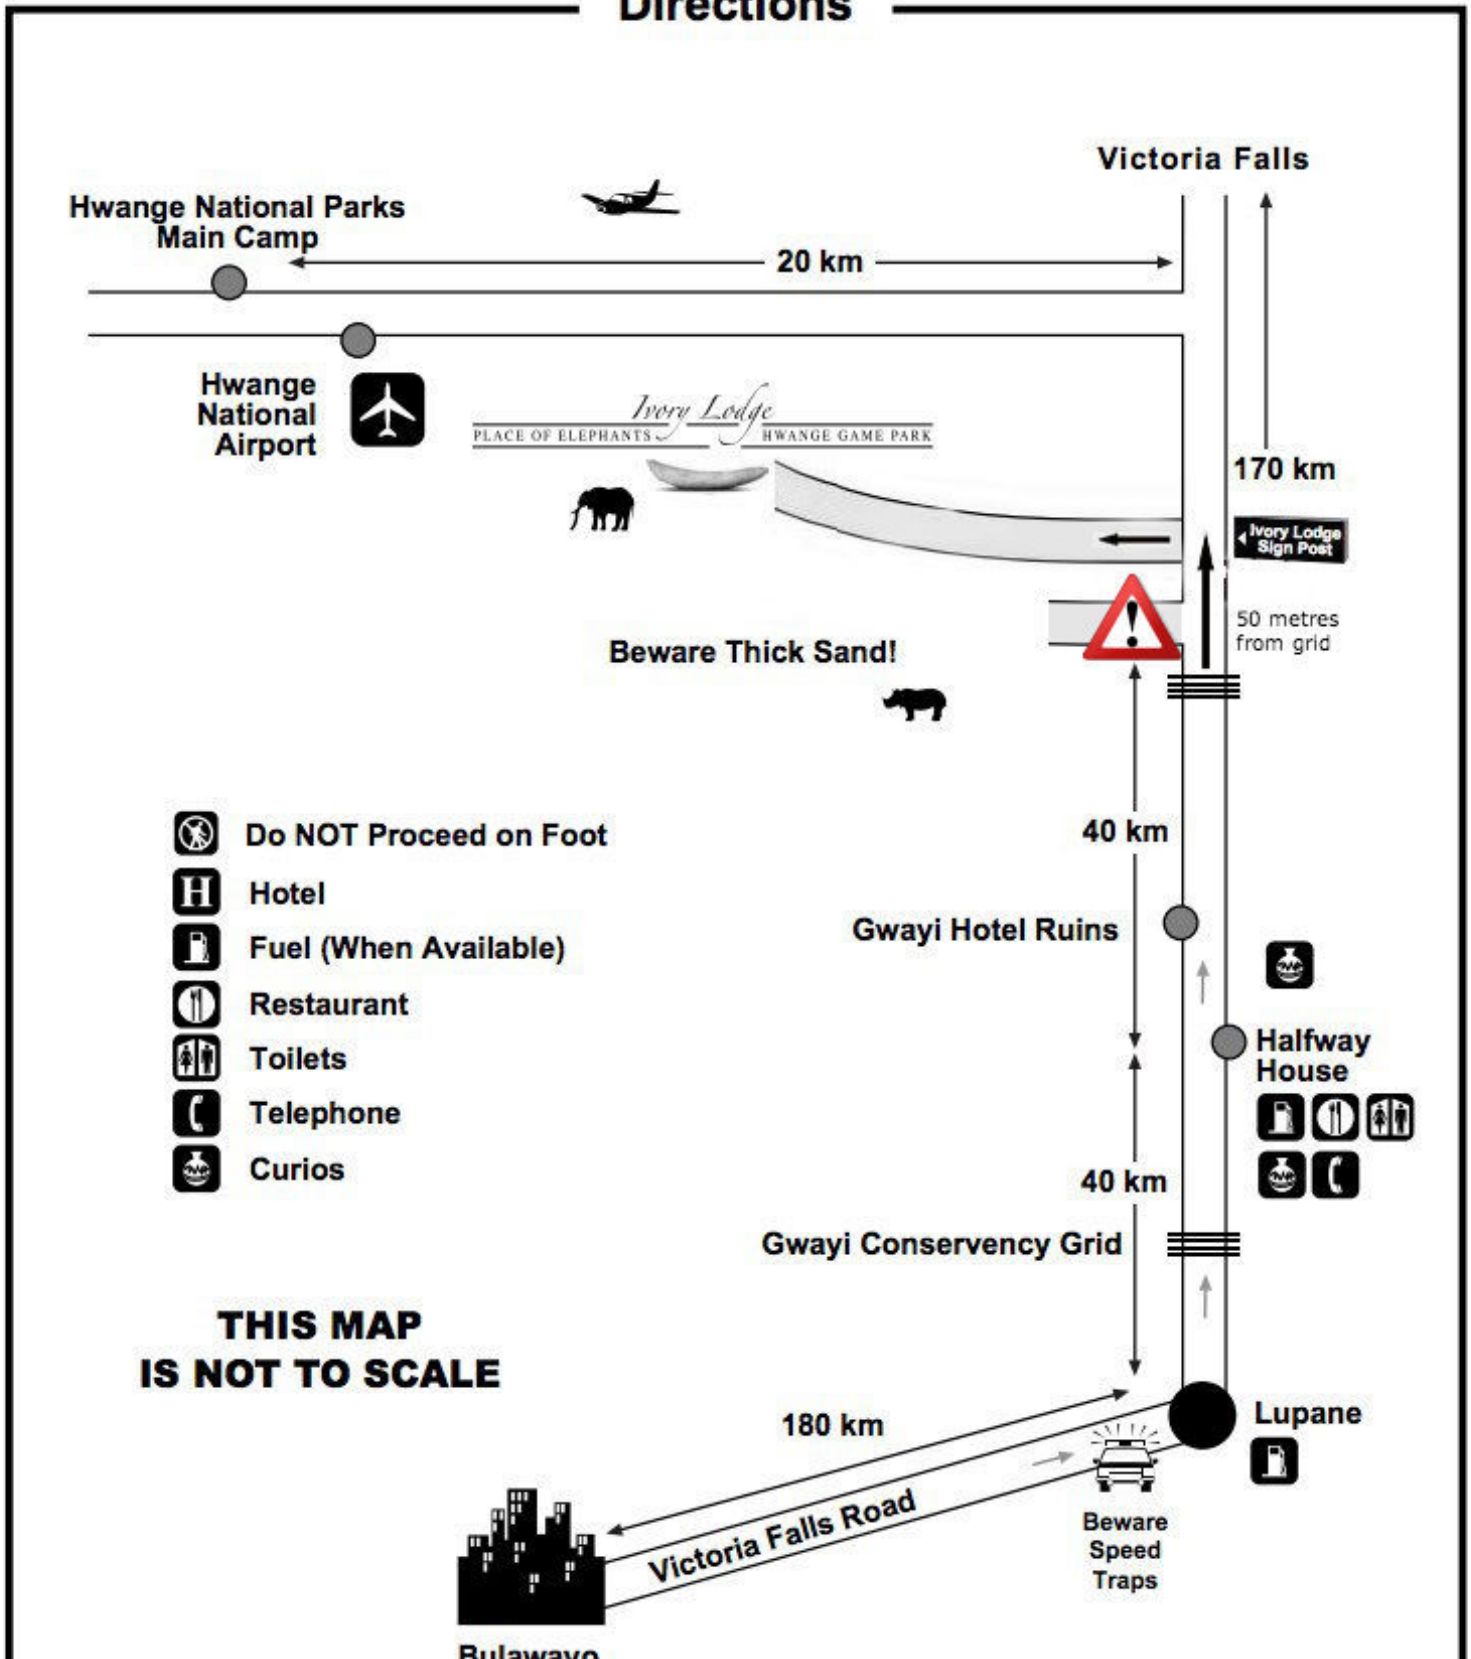 Directions
Victoria Falls
Hwange National Parks
Main Camp
20 km
Hwange
National
Airport
Ivory Lodge
PLACE OF ELEPHANTS
HWANGE GAME PARK
170 km
Ivory Lodge
Sign Post
50 metres
from grid
Beware Thick Sand!
Do NOT Proceed on Foot
H
Hotel
Fuel (When Available)
Restaurant
Toilets
Telephone
Curios
40 km
Gwayi Hotel Ruins
Halfway
House
40 km
Gwayi Conservency Grid
THIS MAP
IS NOT TO SCALE
180 km
Lupane
Victoria Falls Road
Beware
Speed
Traps
Bulawayo